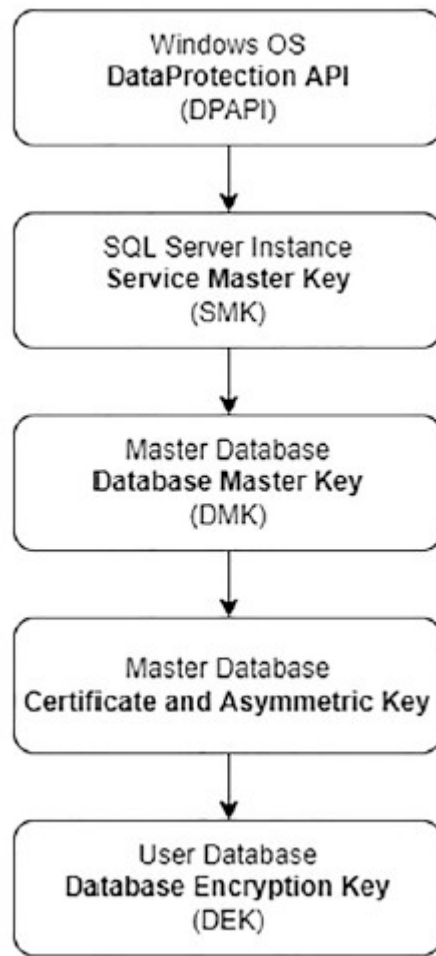 Windows OS
DataProtection API
(DPAPI)
SQL Server Instance
Service Master Key
(SMK)
Master Database
Database Master Key
(DMK)
Master Database
Certificate and Asymmetric Key
User Database
Database Encryption Key
(DEK)